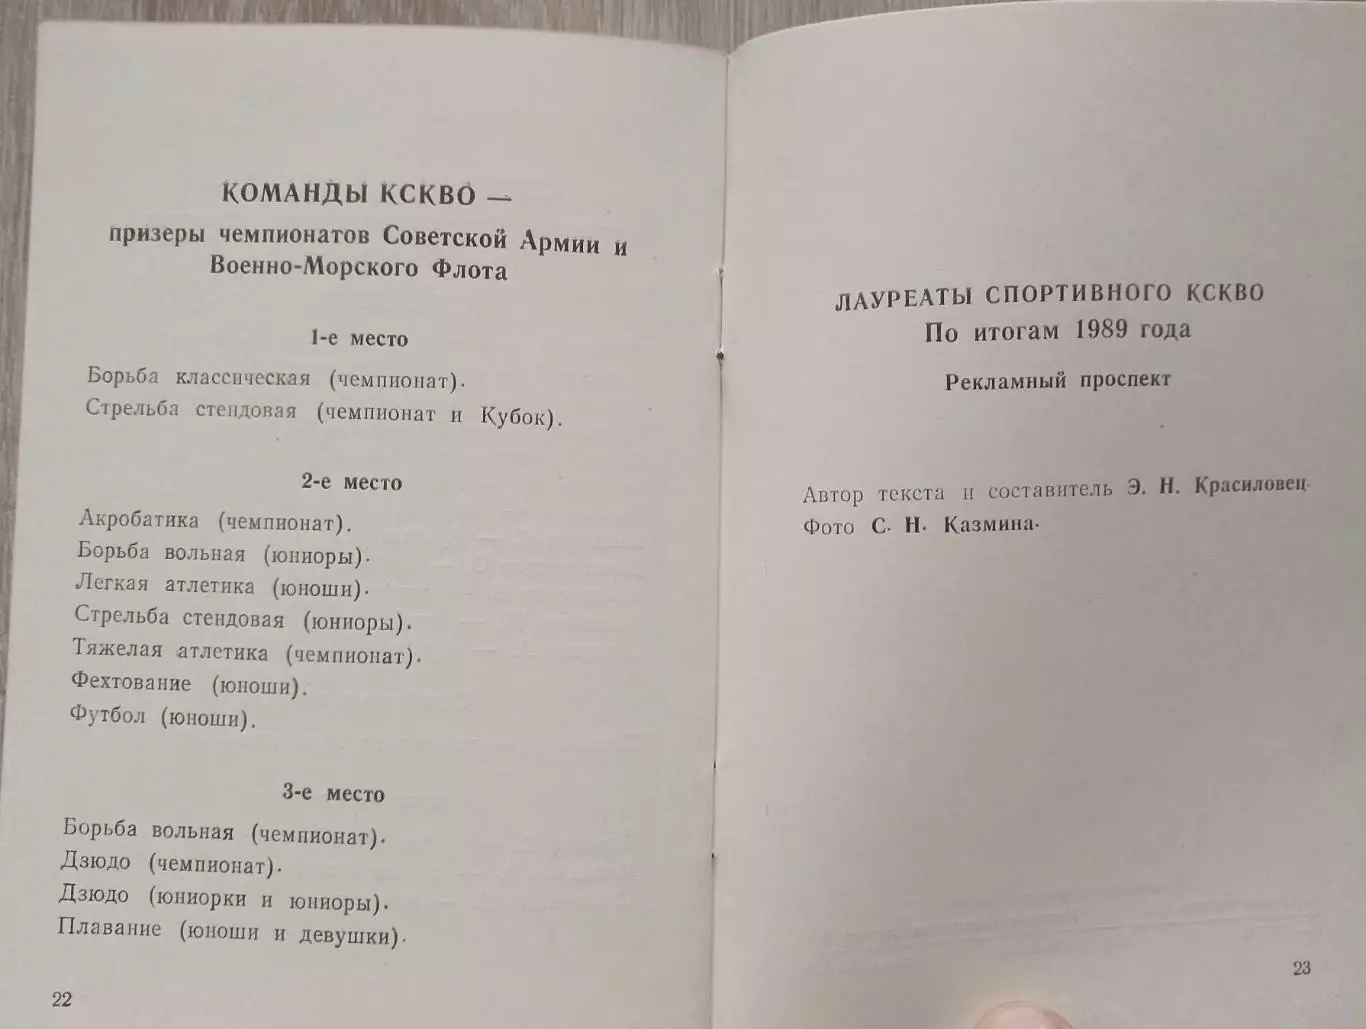 КОМАНДЫ КСКВО —
призеры чемпионатов Советской Армии и
Военно-Морского Флота
1-е место
Борьба классическая (чемпионат).
Стрельба стендовая (чемпионат и Кубок).
2-е место
Акробатика (чемпионат).
Борьба вольная (юниоры).
Легкая атлетика (юноши).
Стрельба стендовая (юниоры).
Тяжелая атлетика (чемпионат).
Фехтование (юноши).
Футбол (юноши).
3-е место
Борьба вольная (чемпионат).
Дзюдо (чемпионат).
Дзюдо (юниорки и юниоры).
Плавание (юноши и девушки).
22
ЛАУРЕАТЫ СПОРТИВНОГО КСКВО
По итогам 1989 года
Рекламный проспект
Автор текста и составитель Э. Н. Красиловец.
Фото С. Н. Казмина.
23